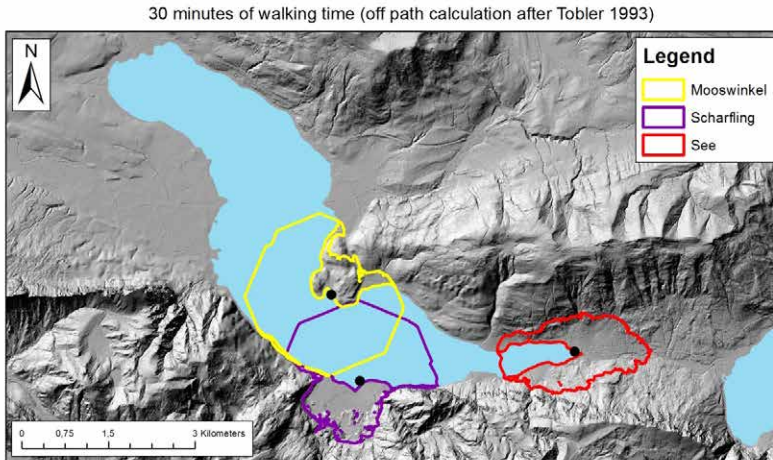 30 minutes of walking time (off path calculation after Tobler 1993)
N
Legend
Mooswinkel
Scharfling
See
0 0,75 1,5 3 Kilometers